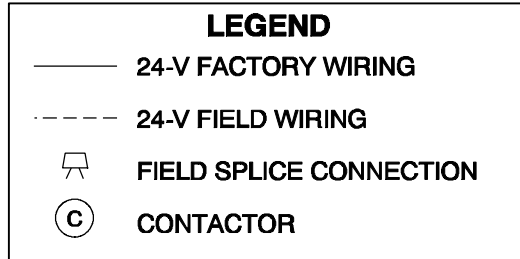 LEGEND
24-V FACTORY WIRING
24-V FIELD WIRING
FIELD SPLICE CONNECTION
C CONTACTOR